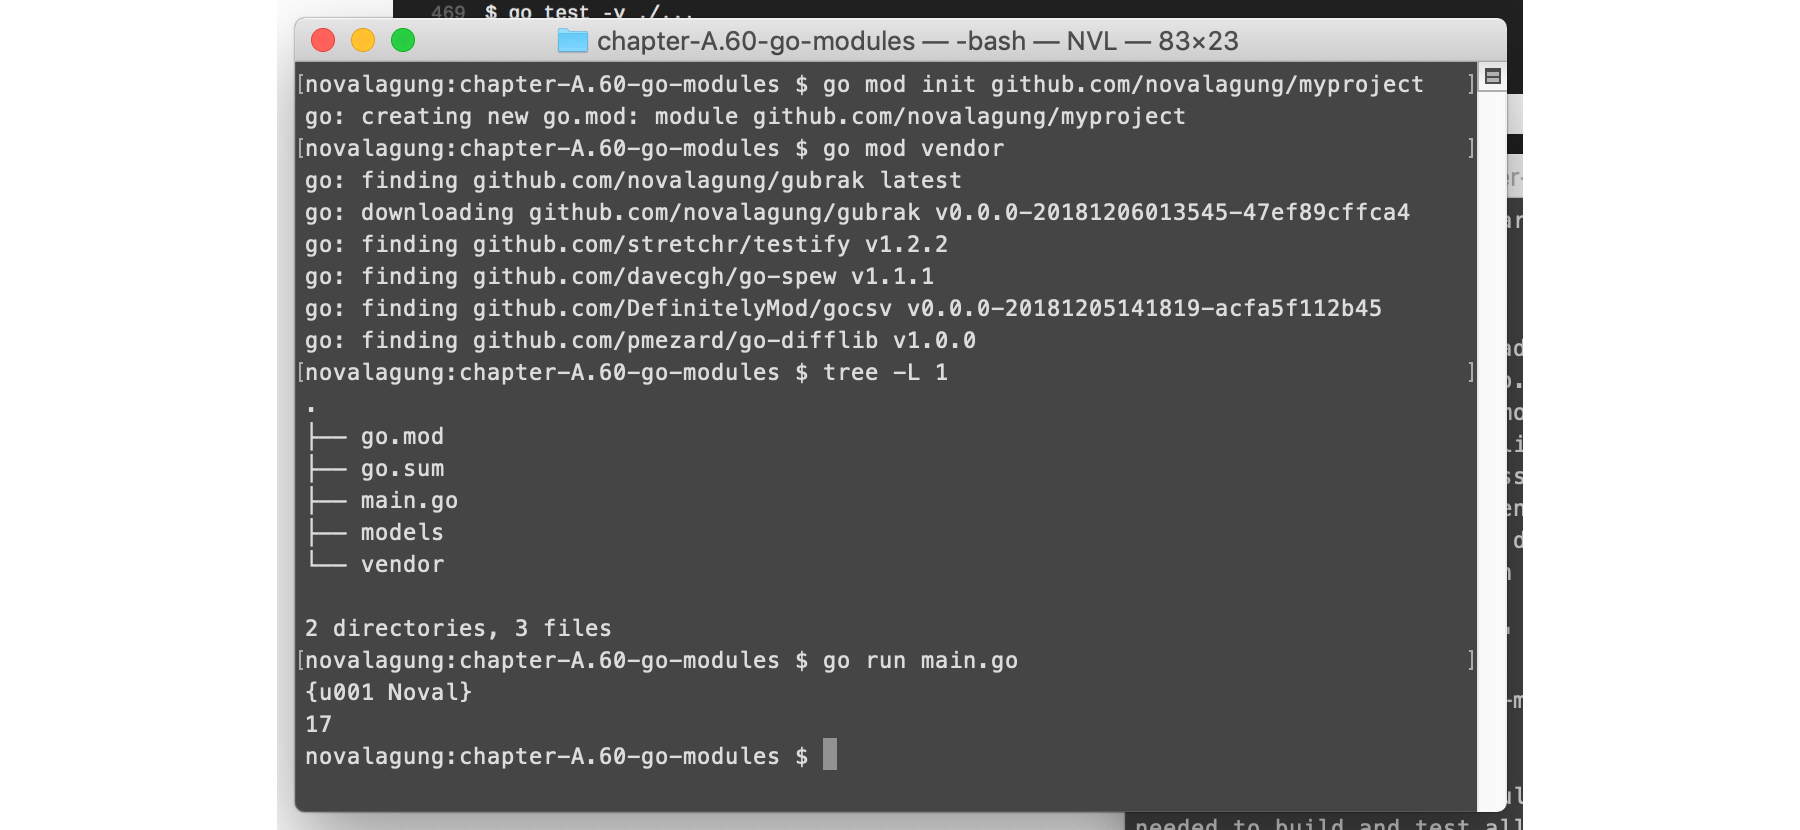 469 $ go test -v ./...
chapter-A.60-go-modules — -bash — NVL — 83×23
[novalagung:chapter-A.60-go-modules $ go mod init github.com/novalagung/myproject ]
go: creating new go.mod: module github.com/novalagung/myproject
[novalagung:chapter-A.60-go-modules $ go mod vendor ]
go: finding github.com/novalagung/gubrak latest
go: downloading github.com/novalagung/gubrak v0.0.0-20181206013545-47ef89cffca4
go: finding github.com/stretchr/testify v1.2.2
go: finding github.com/davecgh/go-spew v1.1.1
go: finding github.com/DefinitelyMod/gocsv v0.0.0-20181205141819-acfa5f112b45
go: finding github.com/pmezard/go-difflib v1.0.0
[novalagung:chapter-A.60-go-modules $ tree -L 1 ]
.
├── go.mod
├── go.sum
├── main.go
├── models
└── vendor
2 directories, 3 files
[novalagung:chapter-A.60-go-modules $ go run main.go ]
{u001 Noval}
17
novalagung:chapter-A.60-go-modules $
needed to build and test all